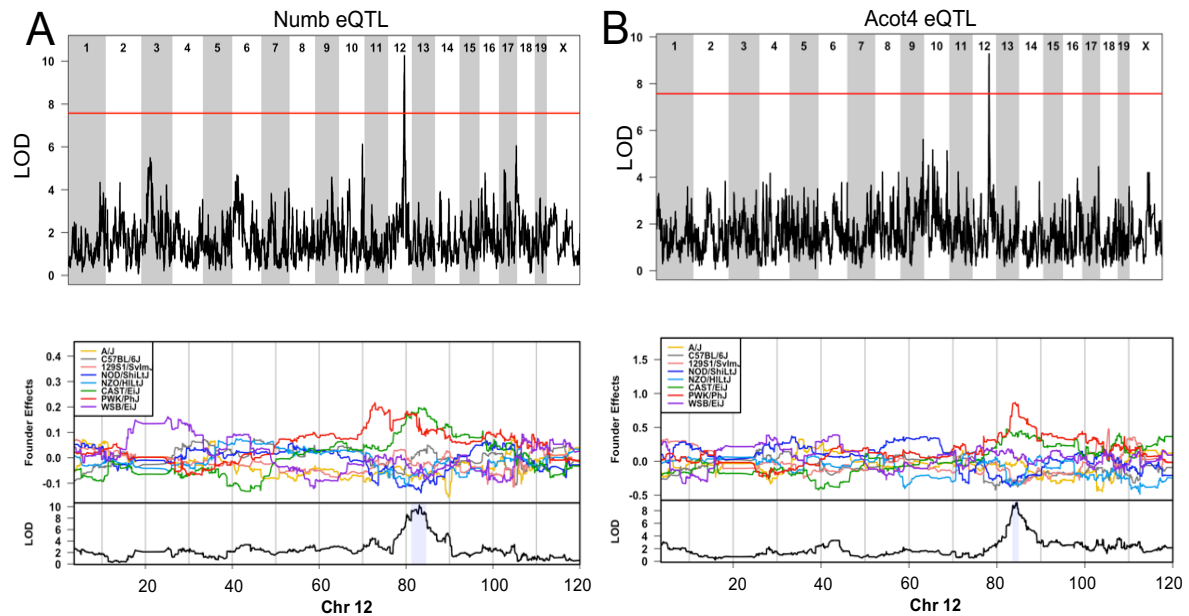 A
Numb eQTL
1 2 3 4 5 6 7 8 9 10 11 12 13 14 15 16 17 18 19 X
10
8
6
4
2
0
LOD
A/J
C57BL/6J
129S1/SvImJ
NOD/ShiLtJ
NZO/HILtJ
CAST/EiJ
PWK/PhJ
WSB/EiJ
0.4
0.3
0.2
0.1
0.0
-0.1
Founder Effects
10
8
6
4
2
0
LOD
20 40 60 80 100 120
Chr 12
B
Acot4 eQTL
1 2 3 4 5 6 7 8 9 10 11 12 13 14 15 16 17 18 19 X
10
8
6
4
2
0
LOD
A/J
C57BL/6J
129S1/SvImJ
NOD/ShiLtJ
NZO/HILtJ
CAST/EiJ
PWK/PhJ
WSB/EiJ
1.5
1.0
0.5
0.0
-0.5
Founder Effects
8
6
4
2
0
LOD
20 40 60 80 100 120
Chr 12